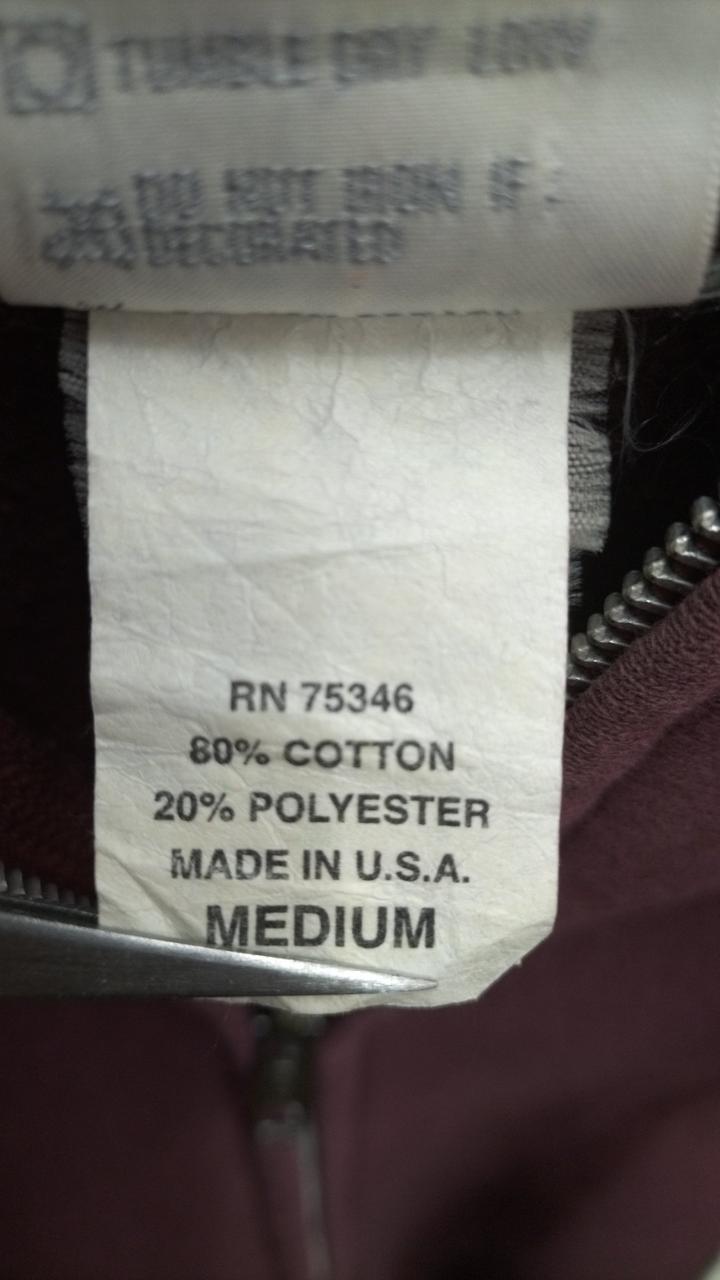 TUMBLE DRY LOW
DO NOT IRON IF
DECORATED
RN 75346
80% COTTON
20% POLYESTER
MADE IN U.S.A.
MEDIUM